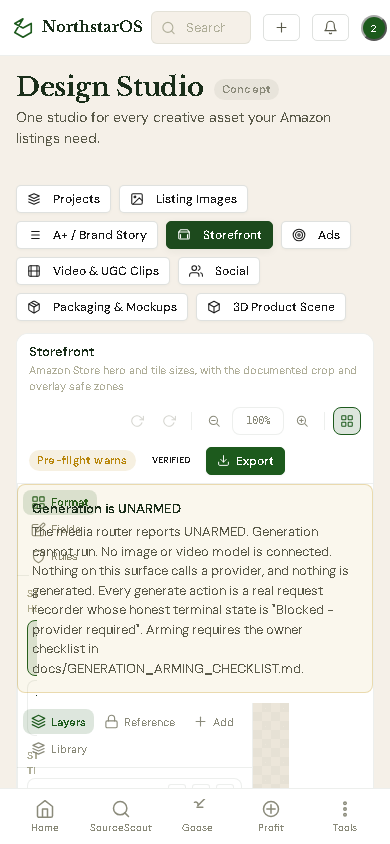 NorthstarOS
Search
2
Design Studio
Concept
One studio for every creative asset your Amazon
listings need.
Projects
Listing Images
A+ / Brand Story
Storefront
Ads
Video & UGC Clips
Social
Packaging & Mockups
3D Product Scene
Storefront
Amazon Store hero and tile sizes, with the documented crop and
overlay safe zones
100%
Pre-flight warns
VERIFIED
Export
Format
Generation is UNARMED
Fields
The media router reports UNARMED. Generation
Rules
cannot run. No image or video model is connected.
Nothing on this surface calls a provider, and nothing is
generated. Every generate action is a real request
recorder whose honest terminal state is "Blocked -
provider required". Arming requires the owner
checklist in
docs/GENERATION_ARMING_CHECKLIST.md.
Layers
Reference
Add
Library
Home
SourceScout
Goose
Profit
Tools